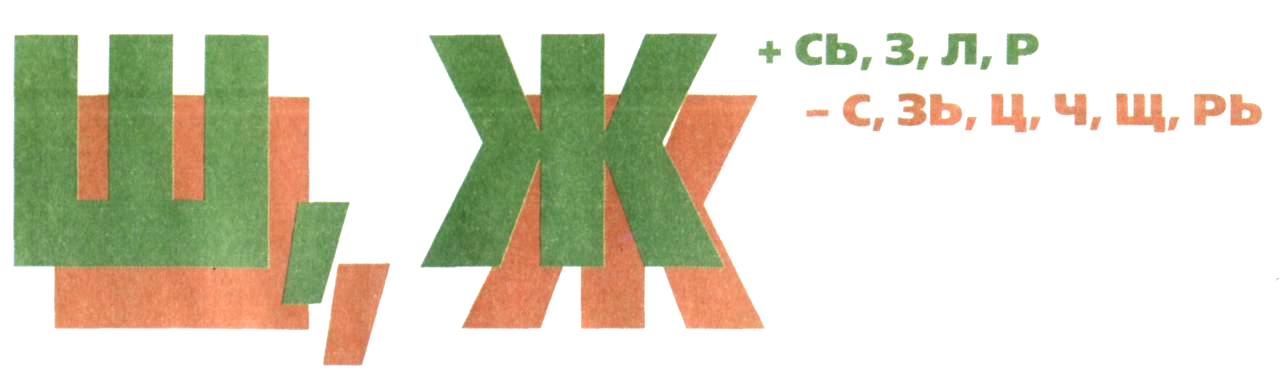 Ш, Ж
+ СЬ, З, Л, Р
– С, ЗЬ, Ц, Ч, Щ, РЬ